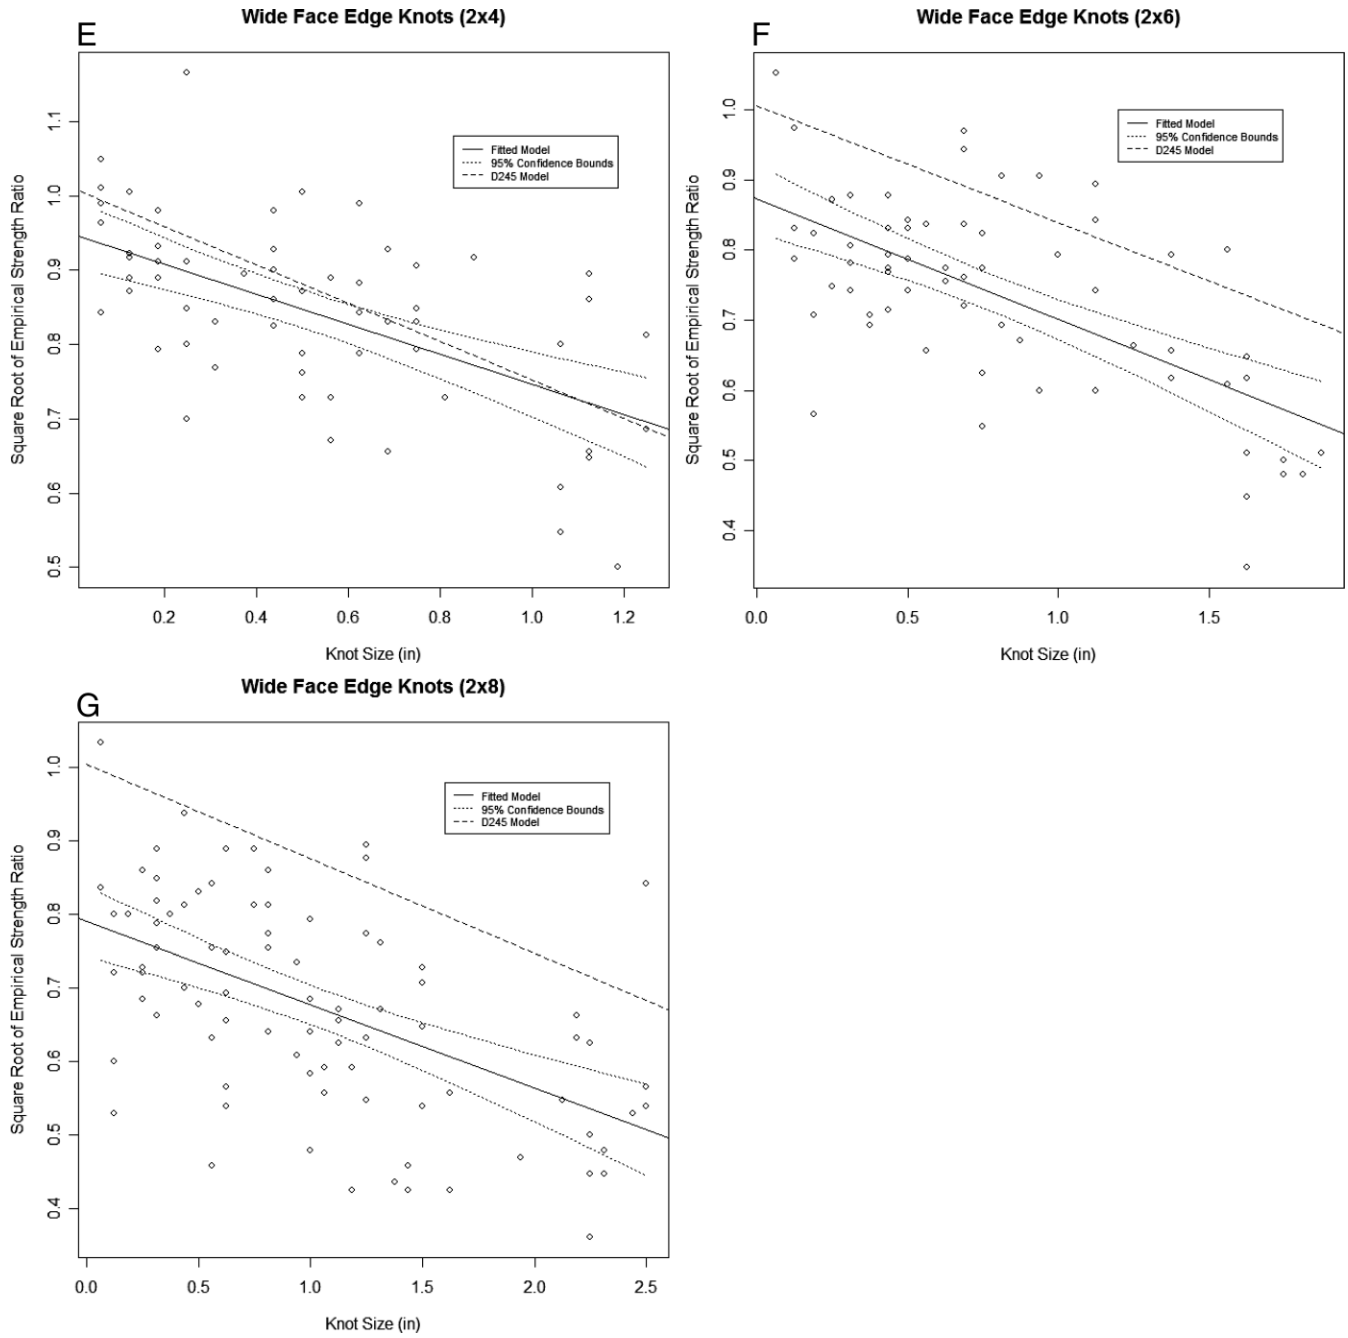 E
Wide Face Edge Knots (2x4)
Square Root of Empirical Strength Ratio
1.1
1.0
0.9
0.8
0.7
0.6
0.5
Fitted Model
95% Confidence Bounds
D245 Model
0.2 0.4 0.6 0.8 1.0 1.2
Knot Size (in)
F
Wide Face Edge Knots (2x6)
Square Root of Empirical Strength Ratio
1.0
0.9
0.8
0.7
0.6
0.5
0.4
Fitted Model
95% Confidence Bounds
D245 Model
0.0 0.5 1.0 1.5
Knot Size (in)
G
Wide Face Edge Knots (2x8)
Square Root of Empirical Strength Ratio
1.0
0.9
0.8
0.7
0.6
0.5
0.4
Fitted Model
95% Confidence Bounds
D245 Model
0.0 0.5 1.0 1.5 2.0 2.5
Knot Size (in)